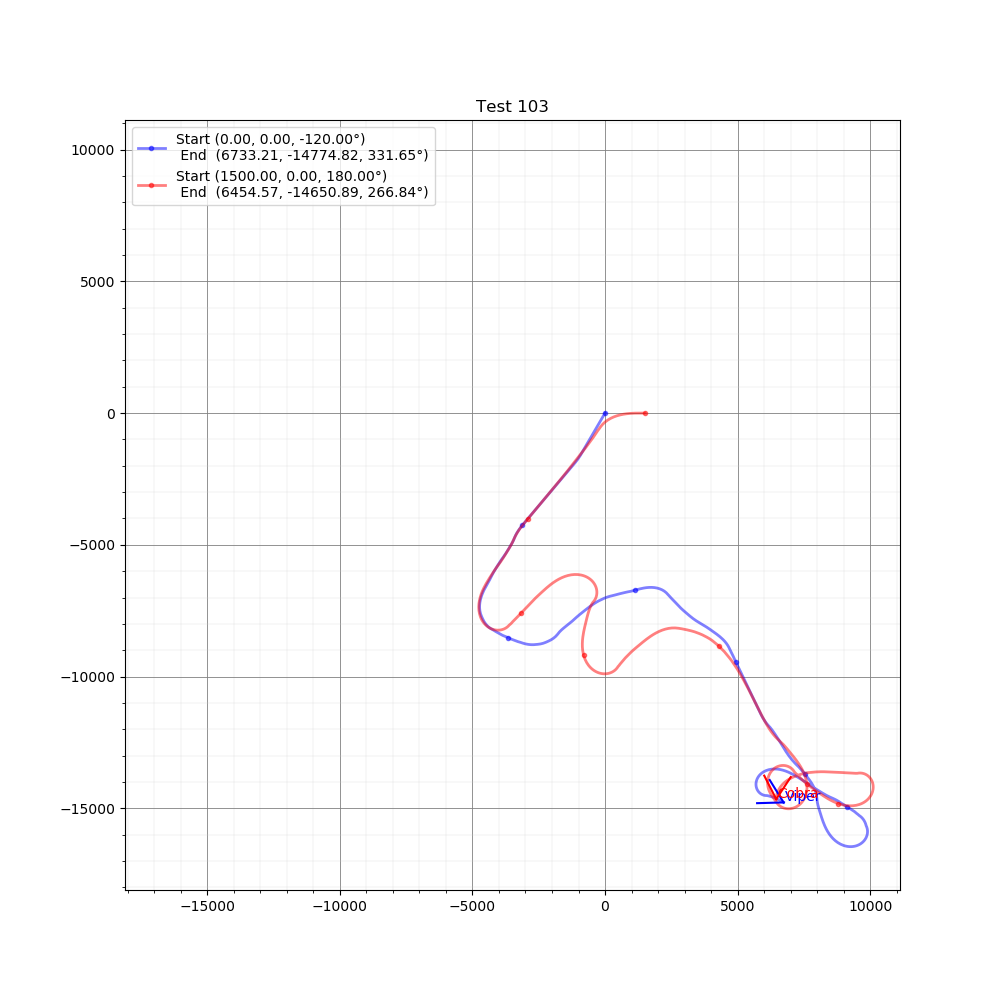 Test 103
Start (0.00, 0.00, -120.00°)
End (6733.21, -14774.82, 331.65°)
Start (1500.00, 0.00, 180.00°)
End (6454.57, -14650.89, 266.84°)
10000
5000
0
−5000
−10000
−15000
Cobra
Viper
−15000 −10000 −5000 0 5000 10000